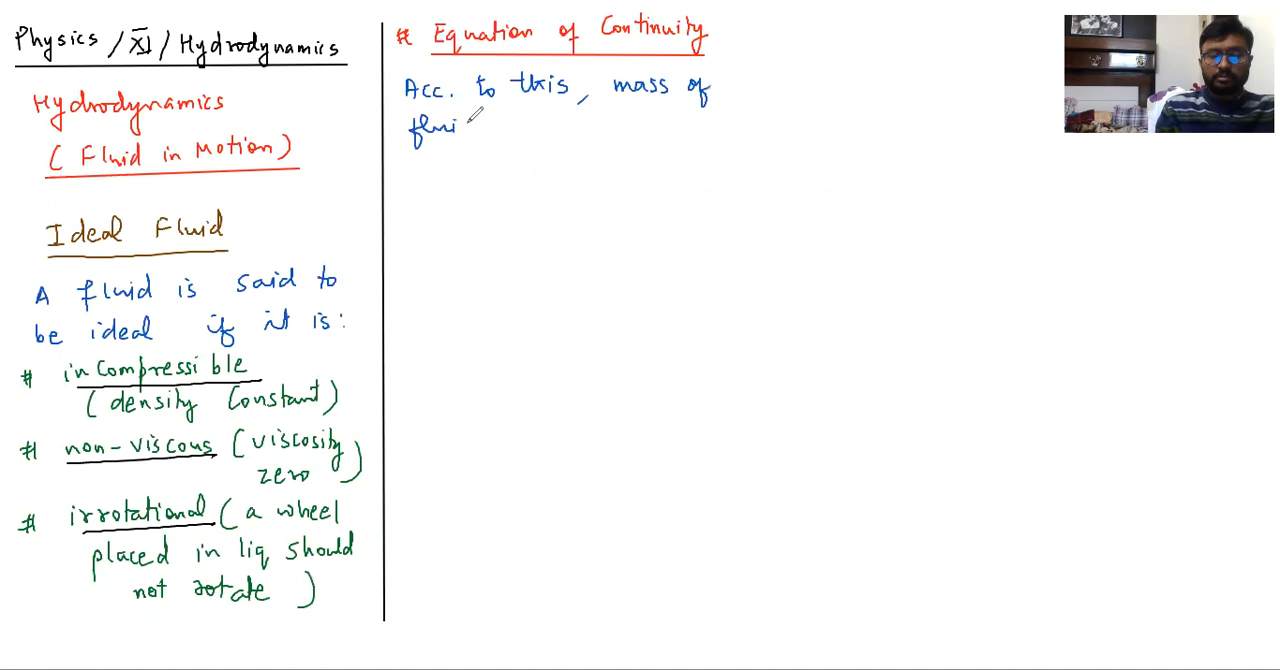 Physics / XI / Hydrodynamics
Hydrodynamics
( Fluid in Motion )
Ideal Fluid
A fluid is said to
be ideal if it is :
# incompressible
( density Constant )
# non-viscous ( viscosity
zero )
# irrotational ( a wheel
placed in liq should
not rotate )
# Equation of Continuity
Acc. to this, mass of
flui